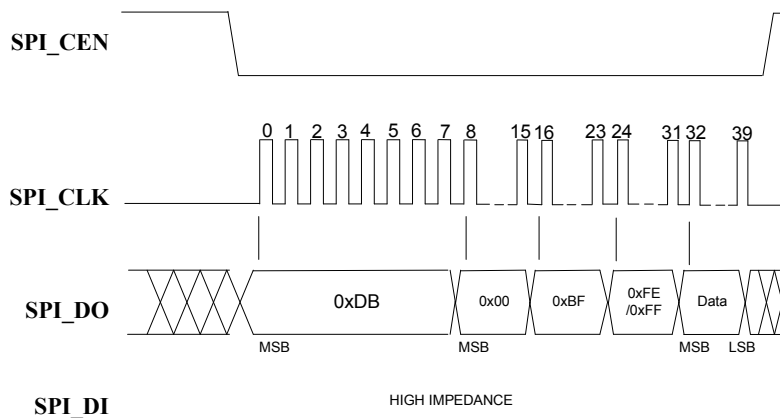 SPI_CEN
0 1 2 3 4 5 6 7 8 15 16 23 24 31 32 39
SPI_CLK
SPI_DO
0xDB 0x00 0xBF 0xFE /0xFF Data
MSB MSB MSB LSB
SPI_DI
HIGH IMPEDANCE